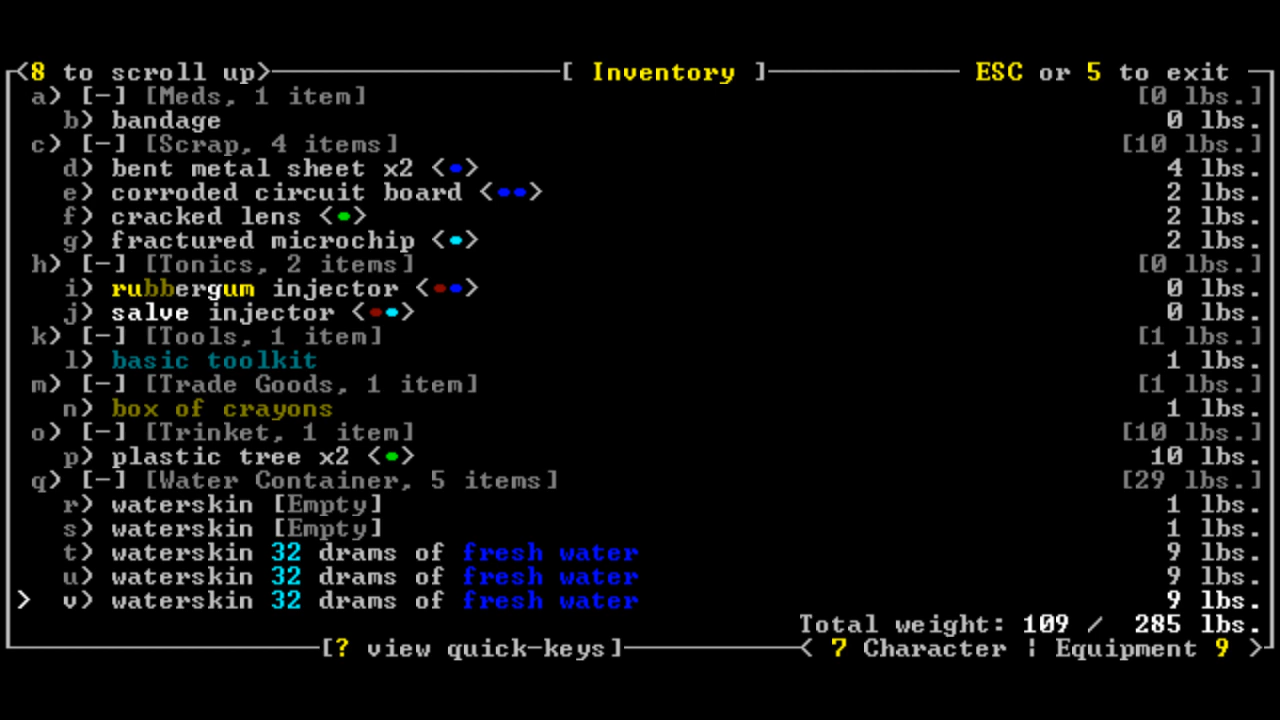 <8 to scroll up> [ Inventory ] ESC or 5 to exit
a) [-] [Meds, 1 item] [0 lbs.]
b) bandage 0 lbs.
c) [-] [Scrap, 4 items] [10 lbs.]
d) bent metal sheet x2 <•> 4 lbs.
e) corroded circuit board <••> 2 lbs.
f) cracked lens <•> 2 lbs.
g) fractured microchip <•> 2 lbs.
h) [-] [Tonics, 2 items] [0 lbs.]
i) rubbergum injector <••> 0 lbs.
j) salve injector <••> 0 lbs.
k) [-] [Tools, 1 item] [1 lbs.]
l) basic toolkit 1 lbs.
m) [-] [Trade Goods, 1 item] [1 lbs.]
n) box of crayons 1 lbs.
o) [-] [Trinket, 1 item] [10 lbs.]
p) plastic tree x2 <•> 10 lbs.
q) [-] [Water Container, 5 items] [29 lbs.]
r) waterskin [Empty] 1 lbs.
s) waterskin [Empty] 1 lbs.
t) waterskin 32 drams of fresh water 9 lbs.
u) waterskin 32 drams of fresh water 9 lbs.
> v) waterskin 32 drams of fresh water 9 lbs.
Total weight: 109 / 285 lbs.
[? view quick-keys] < 7 Character | Equipment 9 >